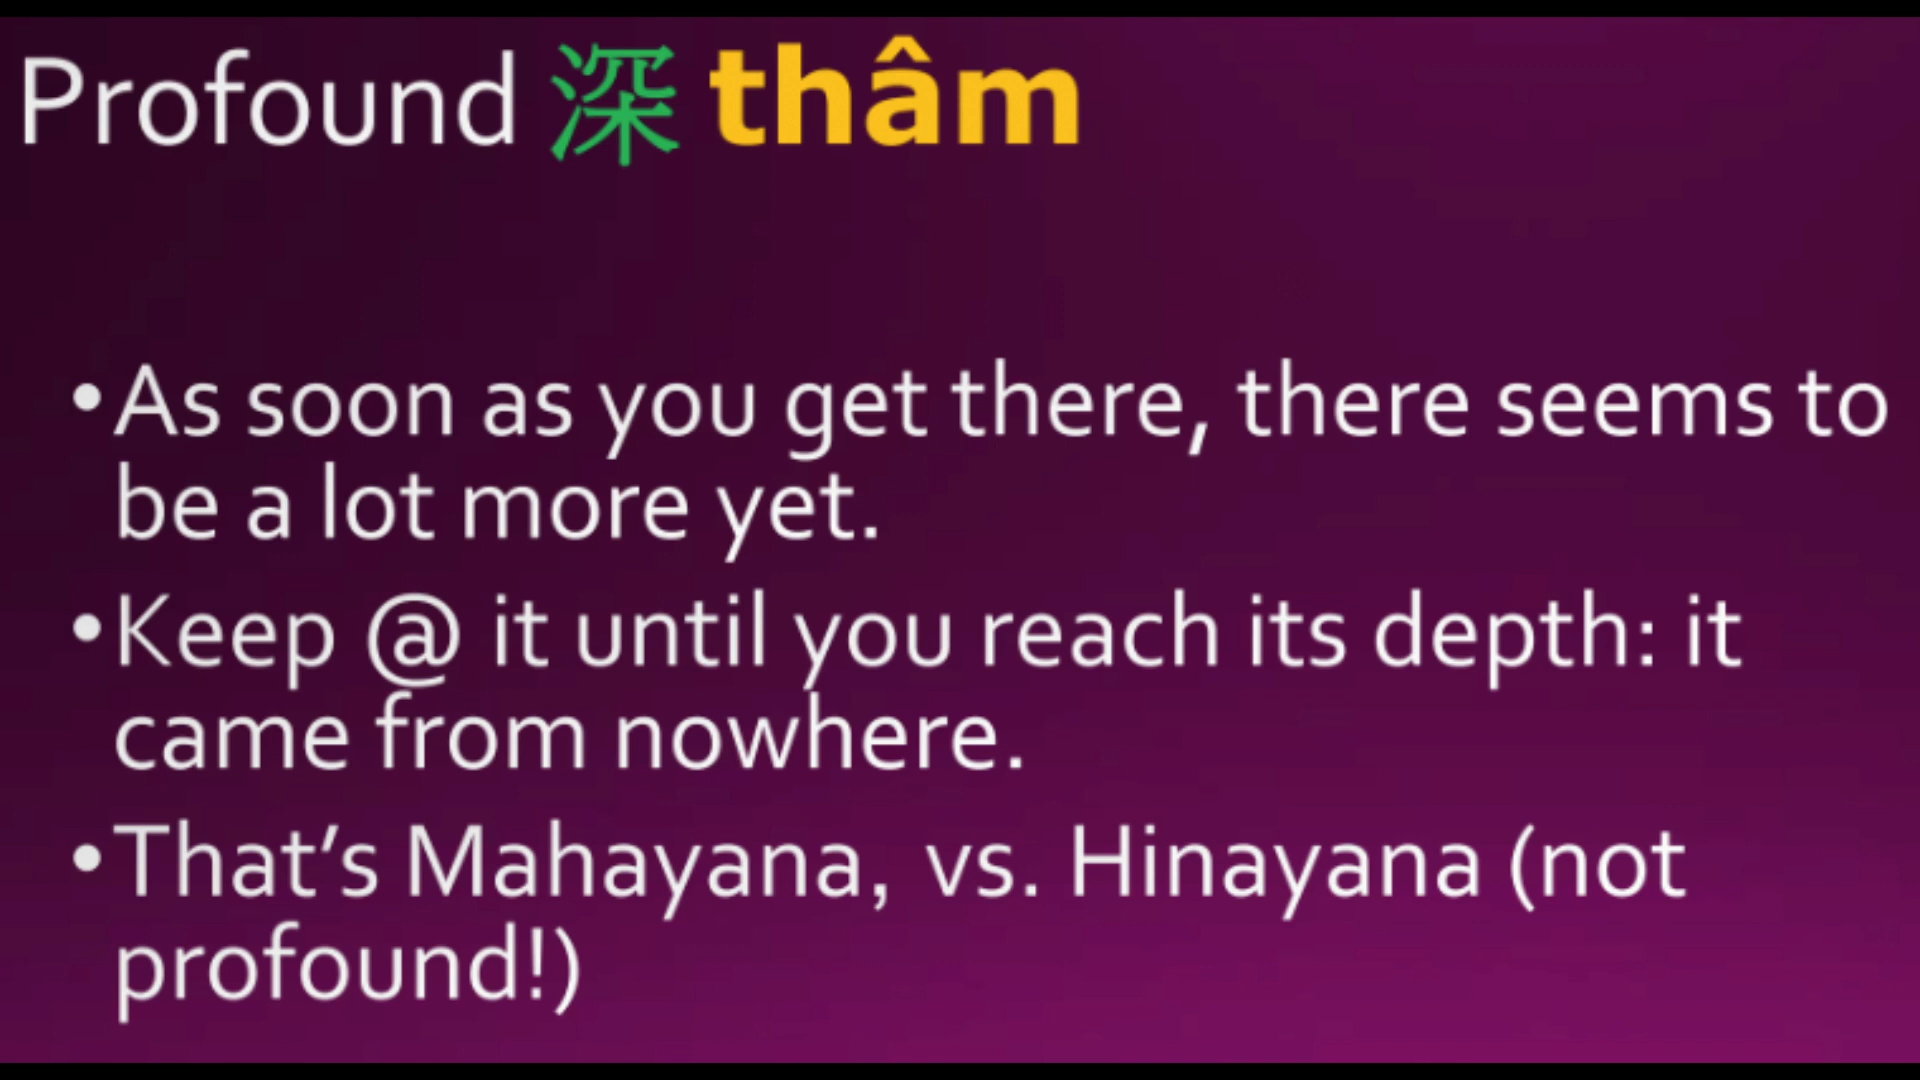 Profound 深 thâm
•As soon as you get there, there seems to
be a lot more yet.
•Keep @ it until you reach its depth: it
came from nowhere.
•That’s Mahayana, vs. Hinayana (not
profound!)